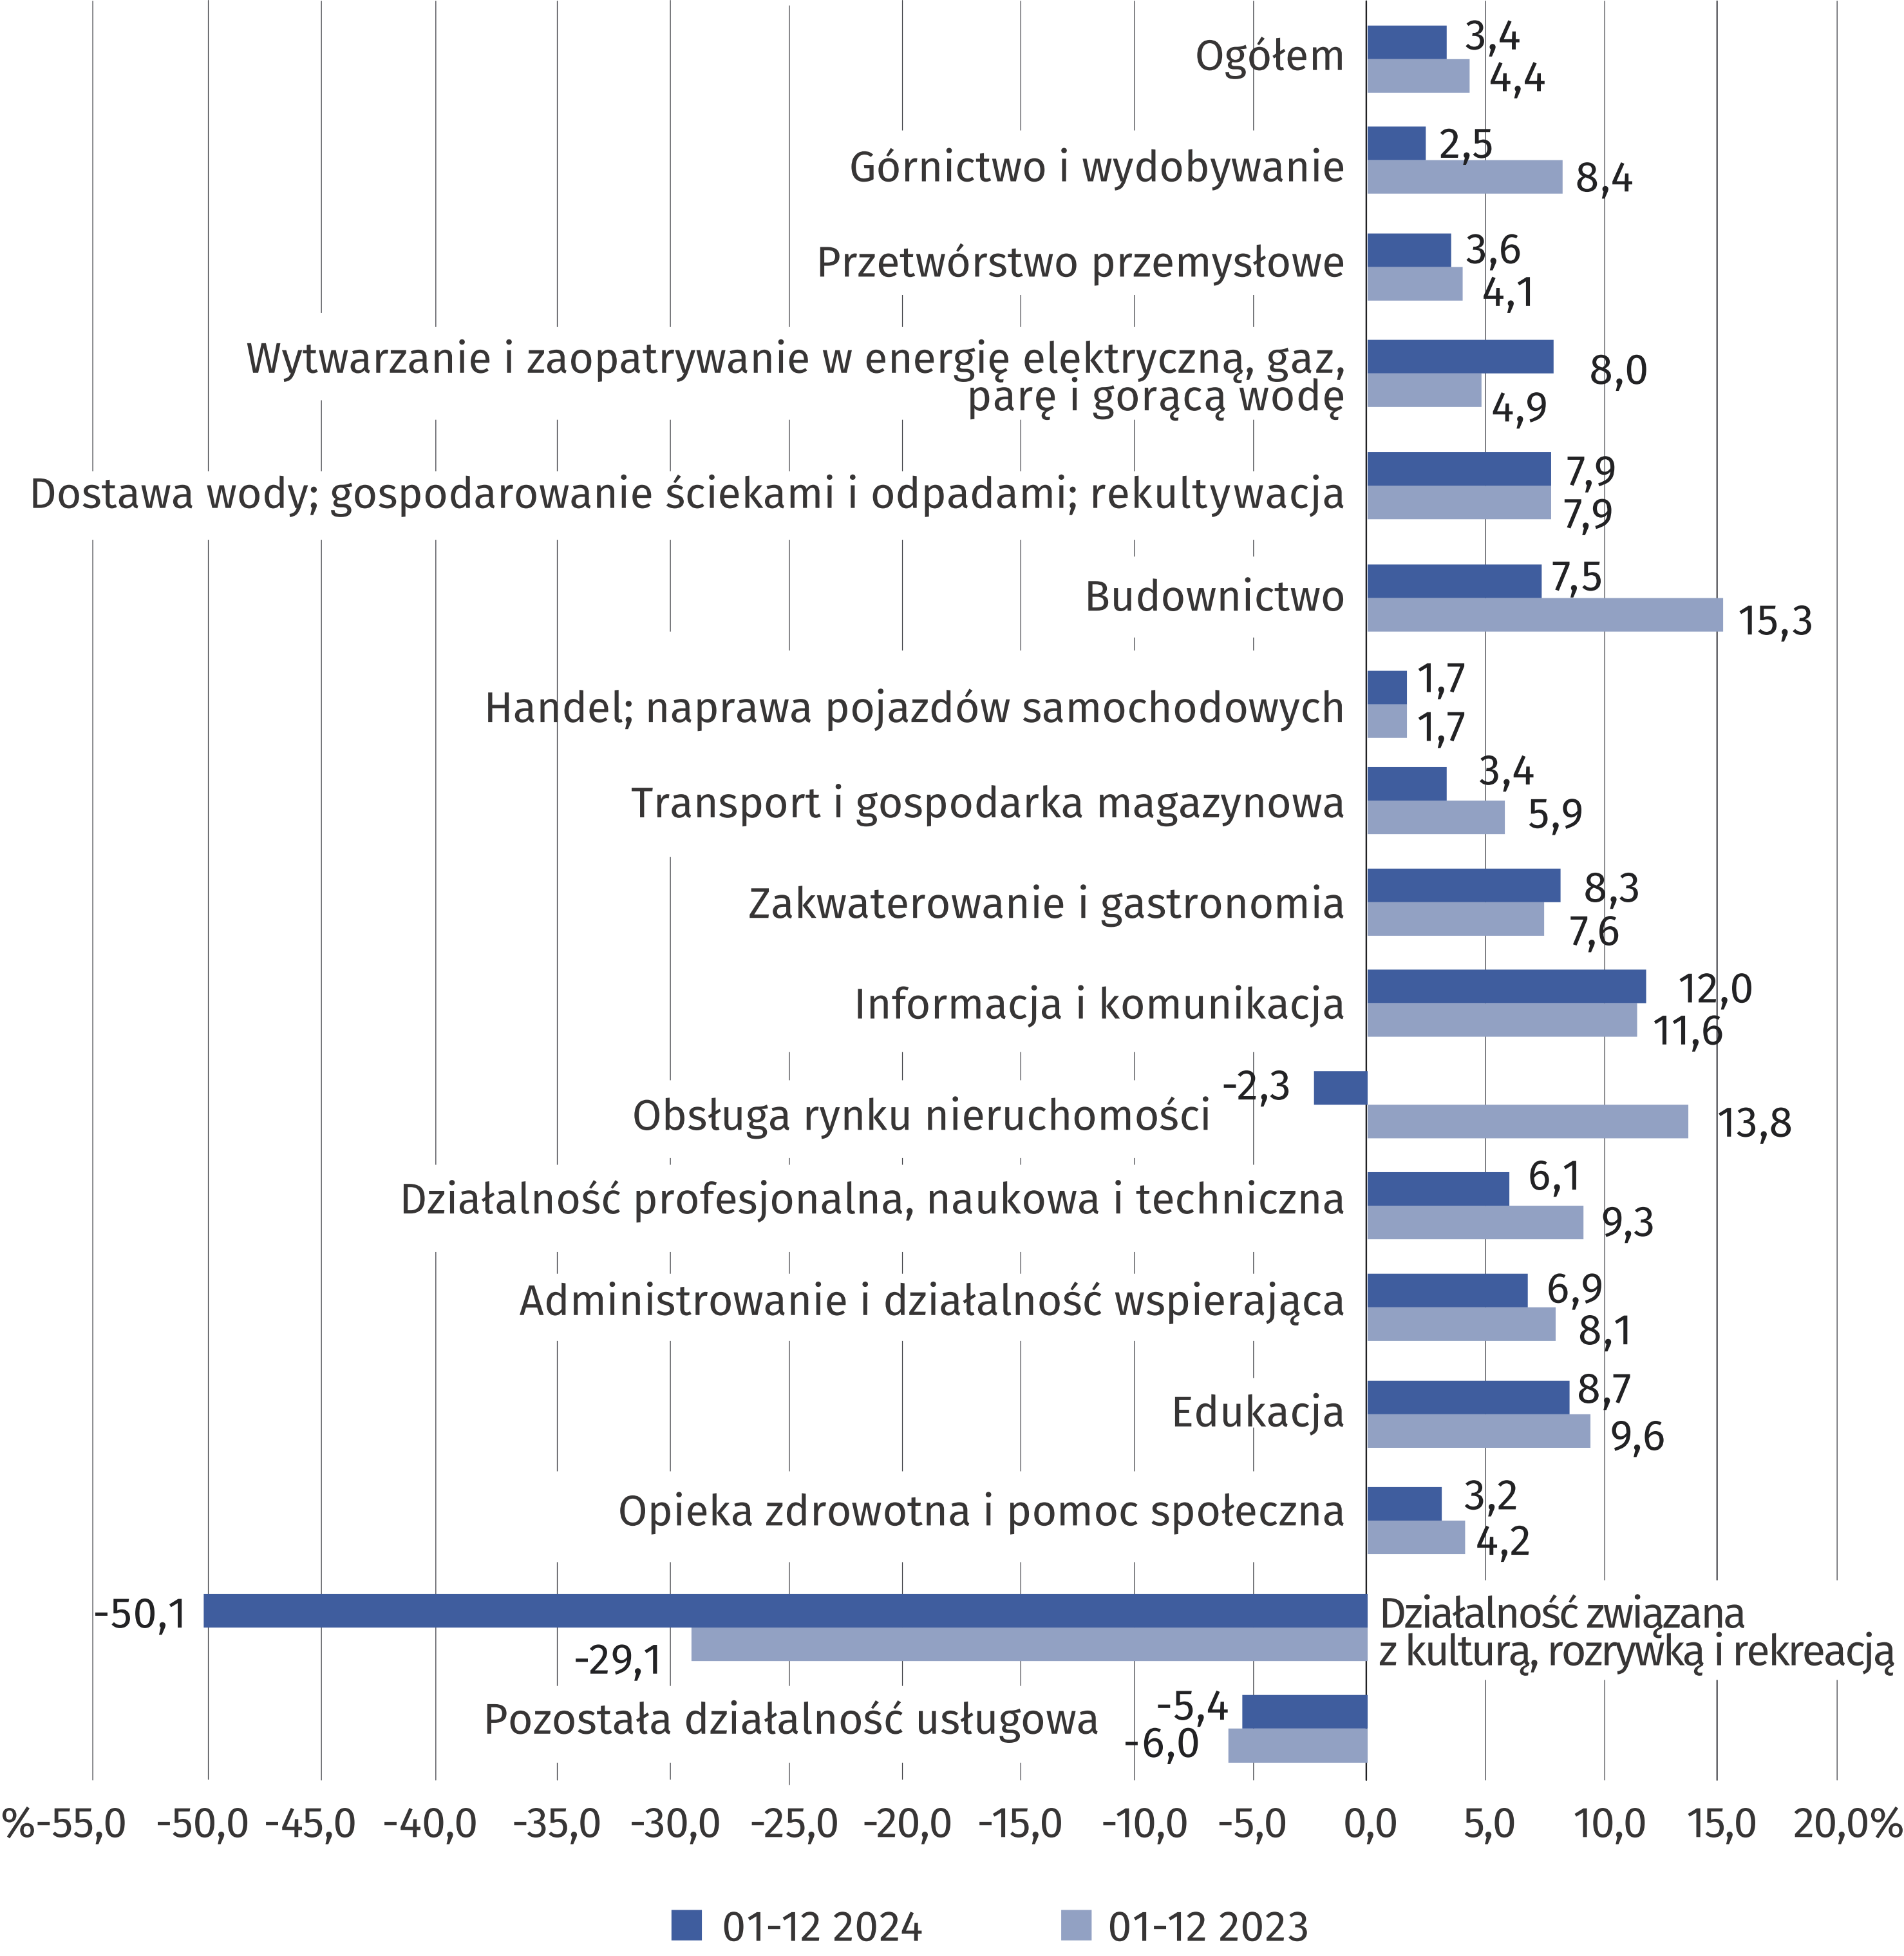 Ogółem
3,4
4,4
Górnictwo i wydobywanie
2,5
8,4
Przetwórstwo przemysłowe
3,6
4,1
Wytwarzanie i zaopatrywanie w energię elektryczną, gaz,
parę i gorącą wodę
8,0
4,9
Dostawa wody; gospodarowanie ściekami i odpadami; rekultywacja
7,9
7,9
Budownictwo
7,5
15,3
Handel; naprawa pojazdów samochodowych
1,7
1,7
Transport i gospodarka magazynowa
3,4
5,9
Zakwaterowanie i gastronomia
8,3
7,6
Informacja i komunikacja
12,0
11,6
Obsługa rynku nieruchomości
-2,3
13,8
Działalność profesjonalna, naukowa i techniczna
6,1
9,3
Administrowanie i działalność wspierająca
6,9
8,1
Edukacja
8,7
9,6
Opieka zdrowotna i pomoc społeczna
3,2
4,2
-50,1
-29,1
Działalność związana
z kulturą, rozrywką i rekreacją
Pozostała działalność usługowa
-5,4
-6,0
%-55,0 -50,0 -45,0 -40,0 -35,0 -30,0 -25,0 -20,0 -15,0 -10,0 -5,0 0,0 5,0 10,0 15,0 20,0%
01-12 2024 01-12 2023